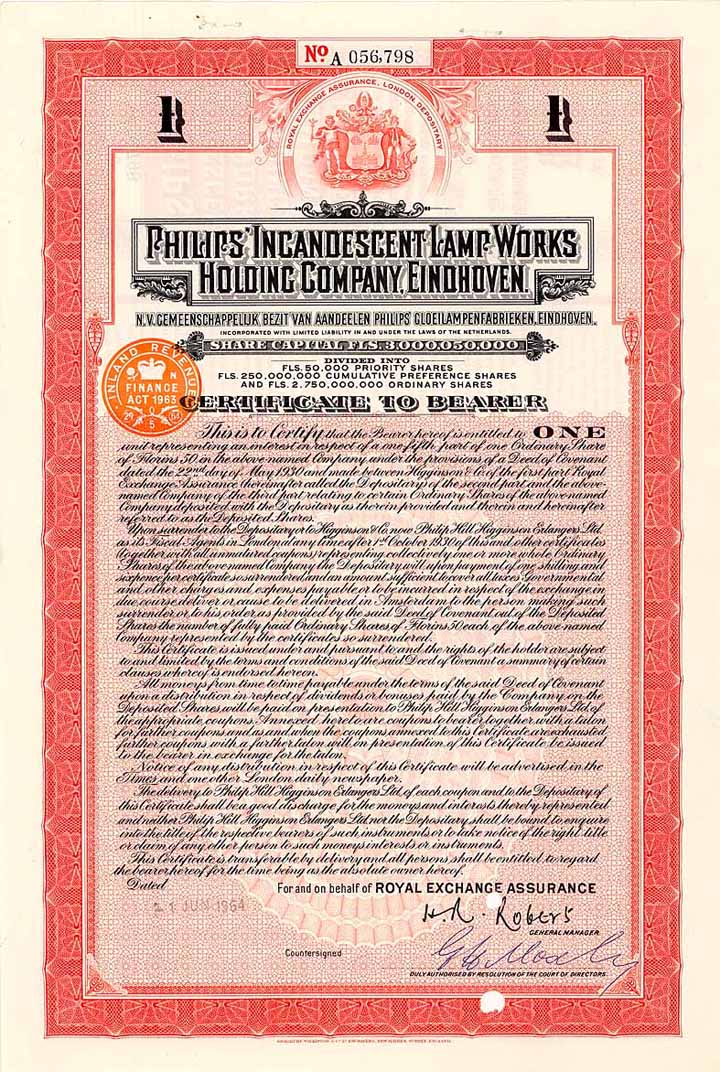 No A 056,798
1 1
ROYAL EXCHANGE ASSURANCE, LONDON, DEPOSITARY
PHILIPS' INCANDESCENT LAMP WORKS
HOLDING COMPANY, EINDHOVEN.
N.V. GEMEENSCHAPPELIJK BEZIT VAN AANDEELEN PHILIPS' GLOEILAMPENFABRIEKEN, EINDHOVEN.
INCORPORATED WITH LIMITED LIABILITY IN AND UNDER THE LAWS OF THE NETHERLANDS.
SHARE CAPITAL FLS. 3,000,050,000
DIVIDED INTO
FLS. 50,000 PRIORITY SHARES
FLS. 250,000,000 CUMULATIVE PREFERENCE SHARES
AND FLS. 2,750,000,000 ORDINARY SHARES
INLAND REVENUE
FINANCE
ACT 1963
CERTIFICATE TO BEARER
This is to Certify that the Bearer hereof is entitled to ONE
unit representing an interest in respect of a one fifth part of one Ordinary Share
of Florins 50 in the above named Company under the provisions of a Deed of Covenant
dated the 22nd day of May 1930 and made between Higginson & Co. of the first part Royal
Exchange Assurance (hereinafter called the Depositary) of the second part and the above-
named Company of the third part relating to certain Ordinary Shares of the above named
Company deposited with the Depositary as therein provided and therein and hereinafter
referred to as the Deposited Shares.
Upon surrender to the Depositary or to Higginson & Co. now Philip Hill Higginson Erlangers Ltd.
as its Fiscal Agents in London at any time after 1st October 1930 of this and other certificates
(together with all unmatured coupons) representing collectively one or more whole Ordinary
Shares of the above named Company the Depositary will upon payment of one shilling and
sixpence per certificate so surrendered and an amount sufficient to cover all taxes Governmental
and other charges and expenses payable or to be incurred in respect of the exchange in
due course deliver or cause to be delivered in Amsterdam to the person making such
surrender or to his order as provided by the said Deed of Covenant out of the Deposited
Shares the number of fully paid Ordinary Shares of Florins 50 each of the above named
Company represented by the certificates so surrendered.
This Certificate is issued under and pursuant to and the rights of the holder are subject
to and limited by the terms and conditions of the said Deed of Covenant a summary of certain
clauses whereof is endorsed hereon.
All moneys from time to time payable under the terms of the said Deed of Covenant
upon a distribution in respect of dividends or bonuses paid by the Company on the
Deposited Shares will be paid on presentation to Philip Hill Higginson Erlangers Ltd. of
the appropriate coupons. Annexed hereto are coupons to bearer together with a talon
for further coupons and as and when the coupons annexed to this Certificate are exhausted
further coupons with a further talon will on presentation of this Certificate be issued
to the bearer in exchange for the talon.
Notice of any distribution in respect of this Certificate will be advertised in the
Times and one other London daily newspaper.
The delivery to Philip Hill Higginson Erlangers Ltd. of each coupon and to the Depositary of
this Certificate shall be a good discharge for the moneys and interests thereby represented
and neither Philip Hill Higginson Erlangers Ltd. nor the Depositary shall be bound to enquire
into the title of the respective bearers of such instruments or to take notice of the right title
or claim of any other person to such moneys interests or instruments.
This Certificate is transferable by delivery and all persons shall be entitled to regard
the bearer hereof for the time being as the absolute owner hereof.
Dated For and on behalf of ROYAL EXCHANGE ASSURANCE
21 JUN 1964
H.R. Roberts
GENERAL MANAGER
Countersigned
DULY AUTHORISED BY RESOLUTION OF THE COURT OF DIRECTORS.